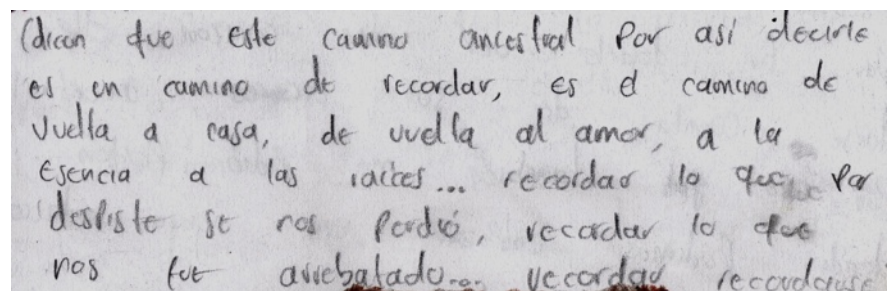 (dicen que este camino ancestral Por así decirle
es un camino de recordar, es el camino de
vuelta a casa, de vuelta al amor, a la
esencia a las raices... recordar lo que por
despiste se nos perdió, recordar lo que
nos fue arrebatado... recordar recordarse